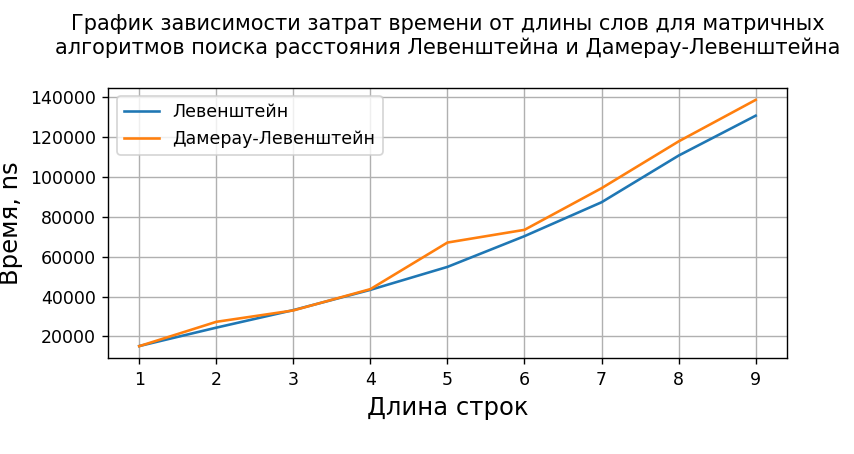 График зависимости затрат времени от длины слов для матричных
алгоритмов поиска расстояния Левенштейна и Дамерау-Левенштейна
Левенштейн
Дамерау-Левенштейн
Время, ns
140000
120000
100000
80000
60000
40000
20000
1 2 3 4 5 6 7 8 9
Длина строк